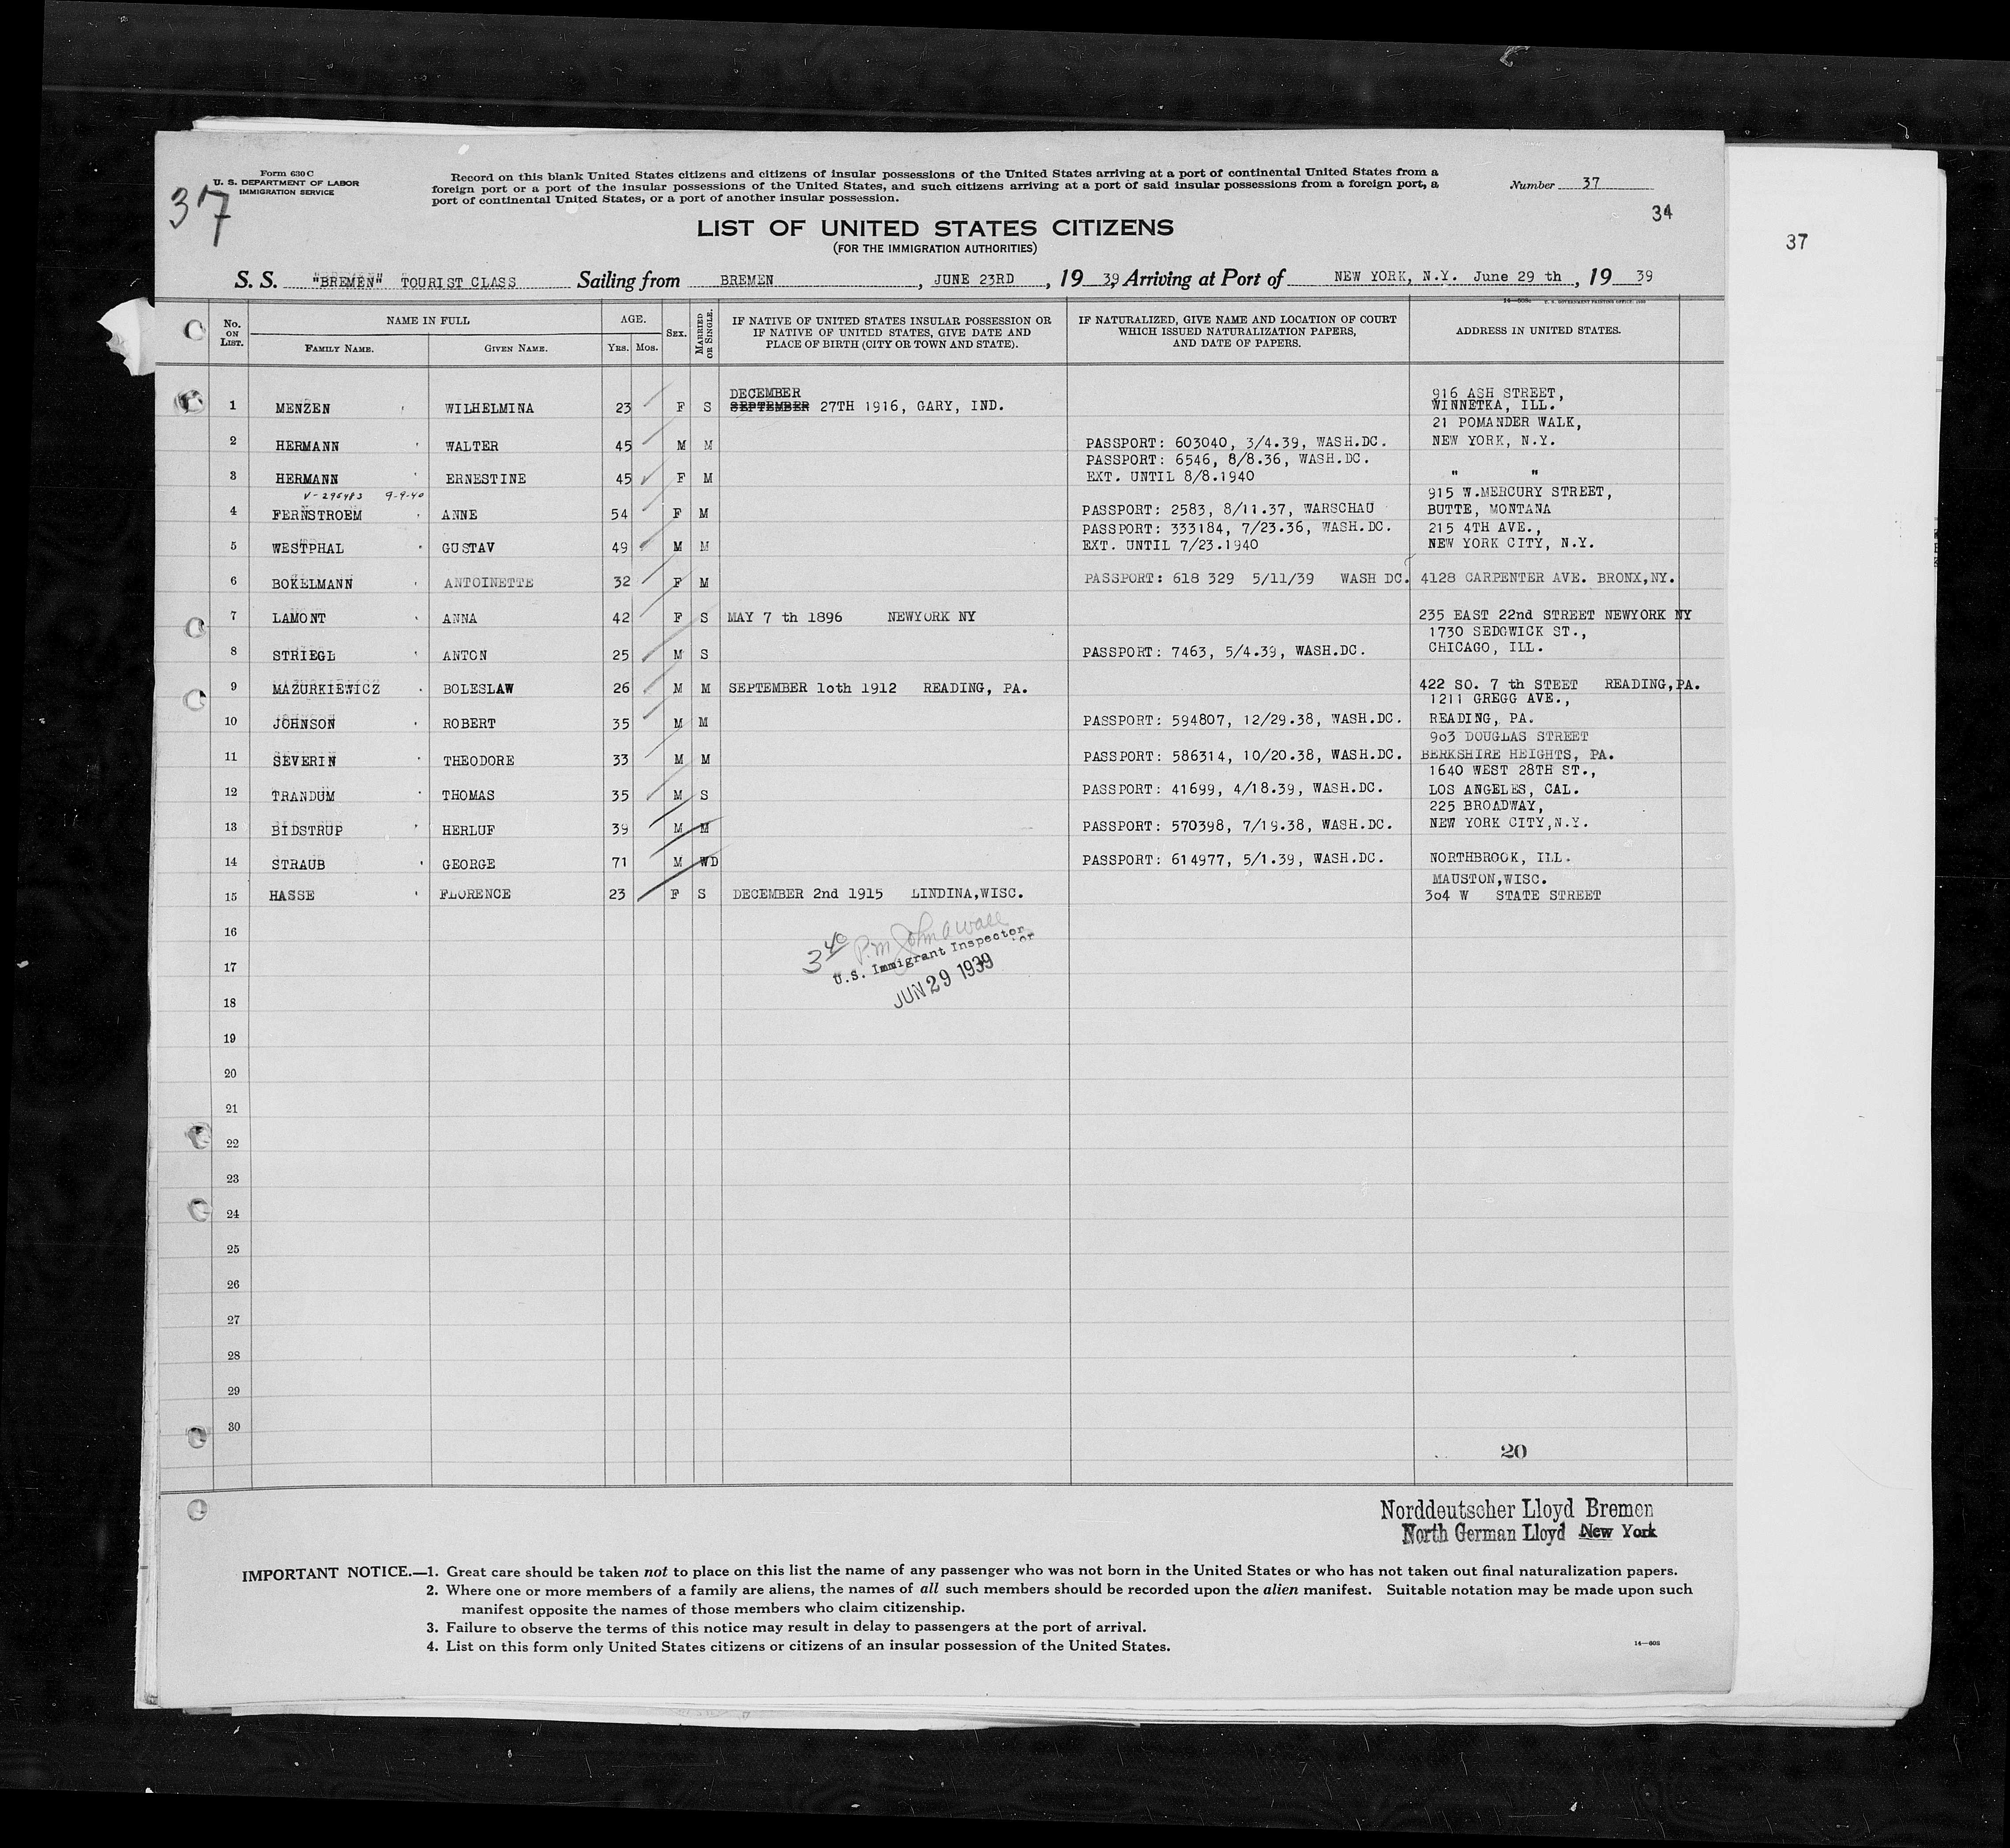 Form 630 C
U. S. DEPARTMENT OF LABOR
IMMIGRATION SERVICE
37
Record on this blank United States citizens and citizens of insular possessions of the United States arriving at a port of continental United States from a
foreign port or a port of the insular possessions of the United States, and such citizens arriving at a port of said insular possessions from a foreign port, a
port of continental United States, or a port of another insular possession.
Number 37
34
37
LIST OF UNITED STATES CITIZENS
(FOR THE IMMIGRATION AUTHORITIES)
S. S. "BREMEN" TOURIST CLASS Sailing from BREMEN, JUNE 23RD, 19 39, Arriving at Port of NEW YORK, N.Y. June 29 th, 19 39
No. ON LIST. NAME IN FULL FAMILY NAME. GIVEN NAME. AGE. YRS. MOS. SEX. MARRIED OR SINGLE. IF NATIVE OF UNITED STATES INSULAR POSSESSION OR IF NATIVE OF UNITED STATES, GIVE DATE AND PLACE OF BIRTH (CITY OR TOWN AND STATE). IF NATURALIZED, GIVE NAME AND LOCATION OF COURT WHICH ISSUED NATURALIZATION PAPERS, AND DATE OF PAPERS. ADDRESS IN UNITED STATES.
DECEMBER 916 ASH STREET,
1 MENZEN WILHELMINA 23 F S SEPTEMBER 27TH 1916, GARY, IND. WINNETKA, ILL.
21 POMANDER WALK,
2 HERMANN WALTER 45 M M PASSPORT: 603040, 3/4.39, WASH.DC. NEW YORK, N.Y.
PASSPORT: 6546, 8/8.36, WASH.DC.
3 HERMANN ERNESTINE 45 F M EXT. UNTIL 8/8.1940 " "
V-296483 9-9-40 915 W.MERCURY STREET,
4 FERNSTROEM ANNE 54 F M PASSPORT: 2583, 8/11.37, WARSCHAU BUTTE, MONTANA
PASSPORT: 333184, 7/23.36, WASH.DC. 215 4TH AVE.,
5 WESTPHAL GUSTAV 49 M M EXT. UNTIL 7/23.1940 NEW YORK CITY, N.Y.
6 BOKELMANN ANTOINETTE 32 F M PASSPORT: 618 329 5/11/39 WASH DC. 4128 CARPENTER AVE. BRONX,NY.
7 LAMONT ANNA 42 F S MAY 7 th 1896 NEWYORK NY 235 EAST 22nd STREET NEWYORK NY
1730 SEDGWICK ST.,
8 STRIEGL ANTON 25 M S PASSPORT: 7463, 5/4.39, WASH.DC. CHICAGO, ILL.
9 MAZURKIEWICZ BOLESLAW 26 M M SEPTEMBER 1oth 1912 READING, PA. 422 SO. 7 th STEET READING,PA.
1211 GREGG AVE.,
10 JOHNSON ROBERT 35 M M PASSPORT: 594807, 12/29.38, WASH.DC. READING, PA.
9o3 DOUGLAS STREET
11 SEVERIN THEODORE 33 M M PASSPORT: 586314, 10/20.38, WASH.DC. BERKSHIRE HEIGHTS, PA.
1640 WEST 28TH ST.,
12 TRANDUM THOMAS 35 M S PASSPORT: 41699, 4/18.39, WASH.DC. LOS ANGELES, CAL.
225 BROADWAY,
13 BIDSTRUP HERLUF 39 M M PASSPORT: 570398, 7/19.38, WASH.DC. NEW YORK CITY,N.Y.
14 STRAUB GEORGE 71 M WD PASSPORT: 614977, 5/1.39, WASH.DC. NORTHBROOK, ILL.
MAUSTON,WISC.
15 HASSE FLORENCE 23 F S DECEMBER 2nd 1915 LINDINA,WISC. 3o4 W STATE STREET
16
3 40 P.m John
U.S. Immigrant Inspector
17
JUN 29 1939
18
19
20
21
22
23
24
25
26
27
28
29
30
20
Norddeutscher Lloyd Bremen
North German Lloyd New York
IMPORTANT NOTICE.—1. Great care should be taken not to place on this list the name of any passenger who was not born in the United States or who has not taken out final naturalization papers.
2. Where one or more members of a family are aliens, the names of all such members should be recorded upon the alien manifest. Suitable notation may be made upon such
manifest opposite the names of those members who claim citizenship.
3. Failure to observe the terms of this notice may result in delay to passengers at the port of arrival.
4. List on this form only United States citizens or citizens of an insular possession of the United States.